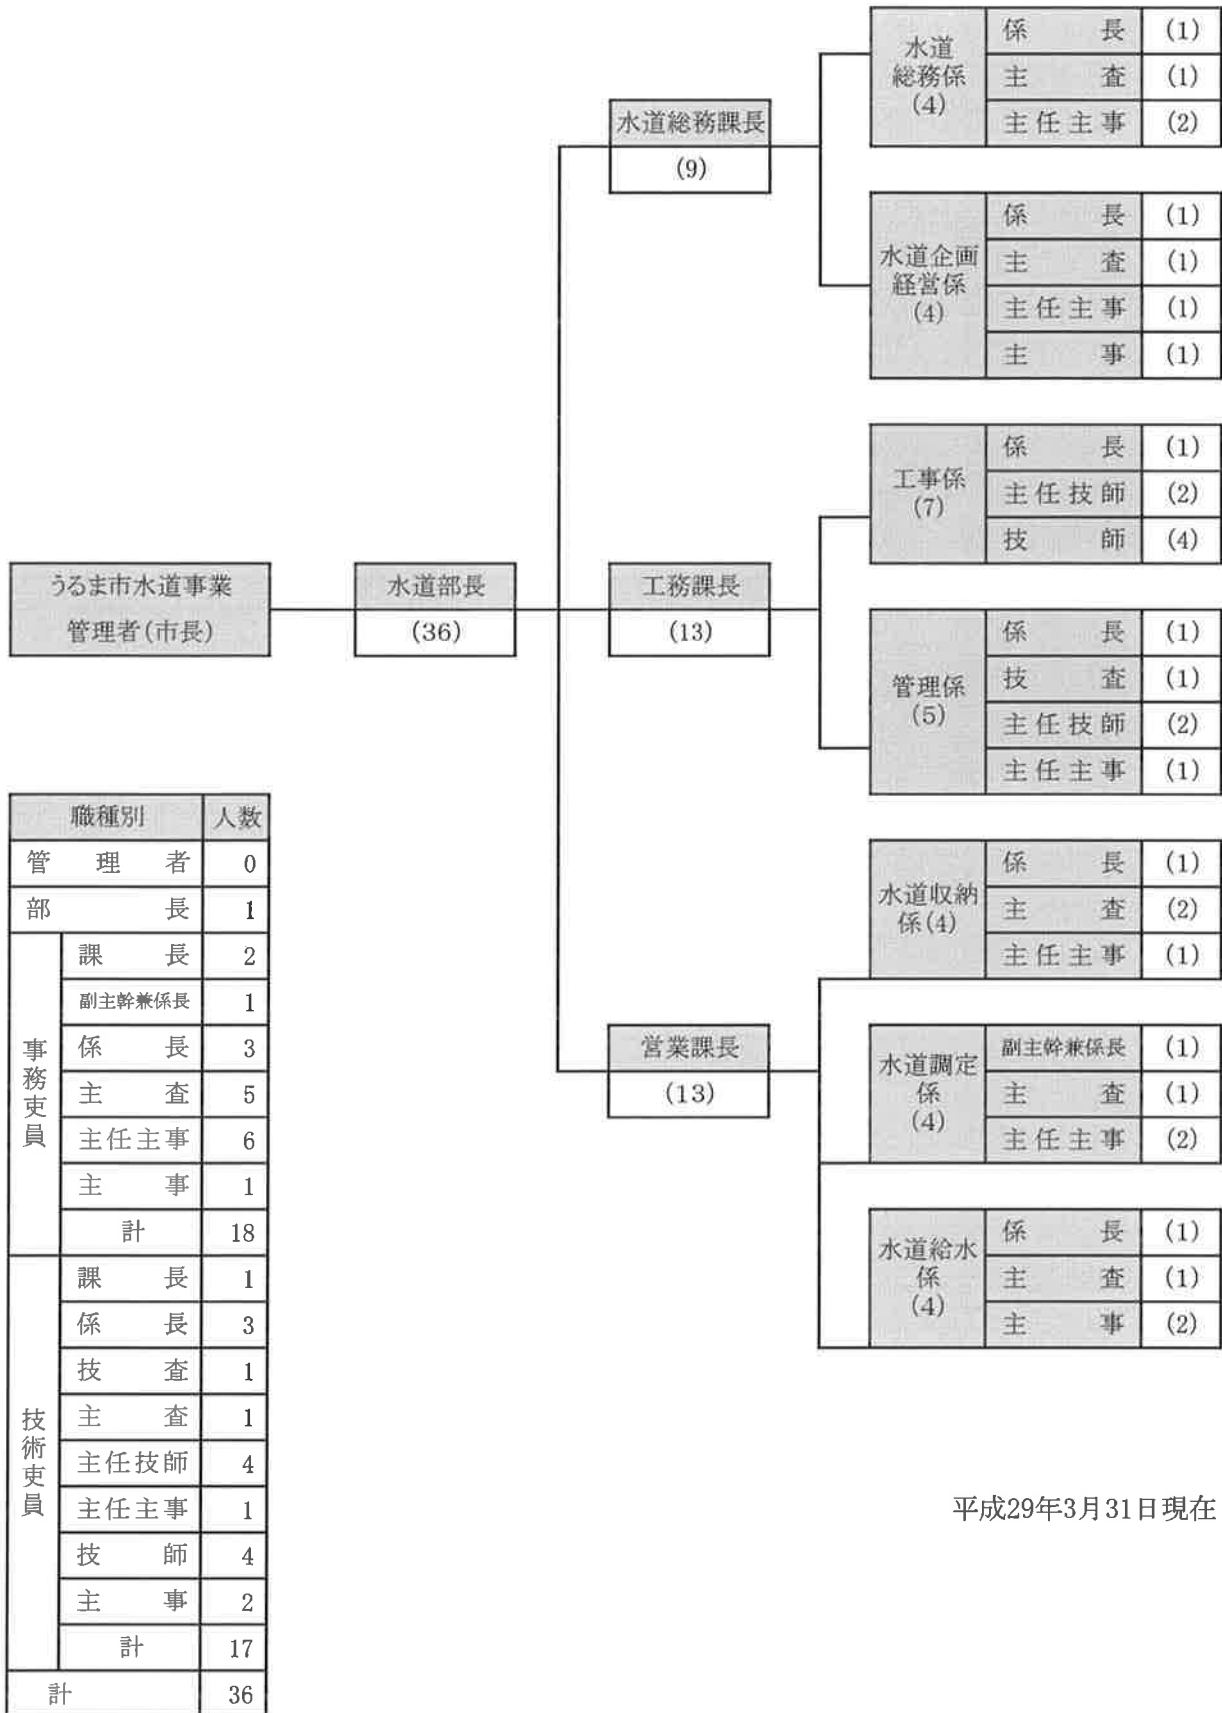 うるま市水道事業
管理者(市長)
水道部長
(36)
水道総務課長
(9)
水道
総務係
(4)
係長 (1)
主査 (1)
主任主事 (2)
水道企画
経営係
(4)
係長 (1)
主査 (1)
主任主事 (1)
主事 (1)
工務課長
(13)
工事係
(7)
係長 (1)
主任技師 (2)
技師 (4)
管理係
(5)
係長 (1)
技査 (1)
主任技師 (2)
主任主事 (1)
営業課長
(13)
水道収納
係(4)
係長 (1)
主査 (2)
主任主事 (1)
水道調定
係
(4)
副主幹兼係長 (1)
主査 (1)
主任主事 (2)
水道給水
係
(4)
係長 (1)
主査 (1)
主事 (2)
職種別 人数
管理者 0
部長 1
事務吏員
課長 2
副主幹兼係長 1
係長 3
主査 5
主任主事 6
主事 1
計 18
技術吏員
課長 1
係長 3
技査 1
主査 1
主任技師 4
主任主事 1
技師 4
主事 2
計 17
計 36
平成29年3月31日現在